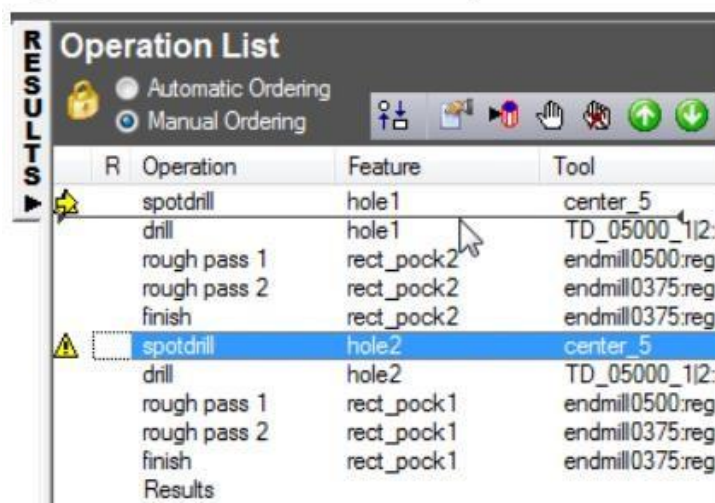 RESULTS
Operation List
Automatic Ordering
Manual Ordering
R Operation Feature Tool
spotdrill hole1 center_5
drill hole1 TD_05000_1|2:
rough pass 1 rect_pock2 endmill0500:reg
rough pass 2 rect_pock2 endmill0375:reg
finish rect_pock2 endmill0375:reg
spotdrill hole2 center_5
drill hole2 TD_05000_1|2:
rough pass 1 rect_pock1 endmill0500:reg
rough pass 2 rect_pock1 endmill0375:reg
finish rect_pock1 endmill0375:reg
Results